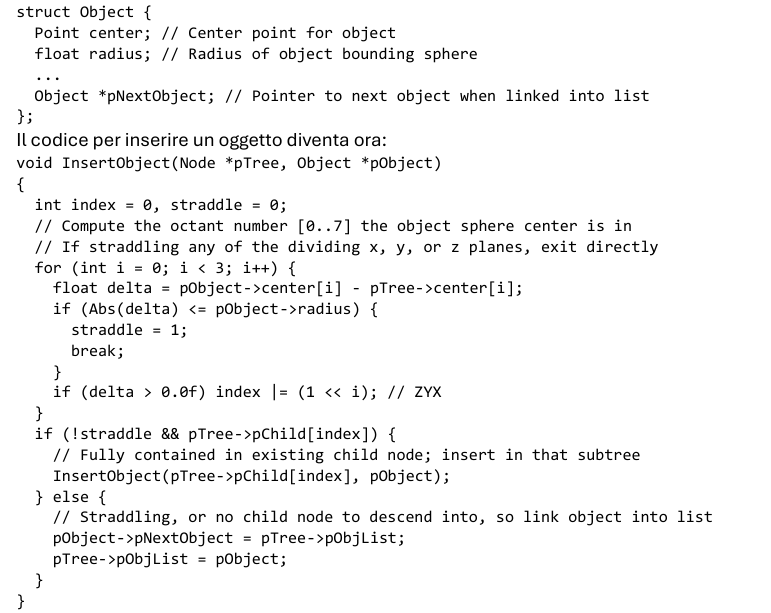 struct Object {
  Point center; // Center point for object
  float radius; // Radius of object bounding sphere
  ...
  Object *pNextObject; // Pointer to next object when linked into list
};
Il codice per inserire un oggetto diventa ora:
void InsertObject(Node *pTree, Object *pObject)
{
  int index = 0, straddle = 0;
  // Compute the octant number [0..7] the object sphere center is in
  // If straddling any of the dividing x, y, or z planes, exit directly
  for (int i = 0; i < 3; i++) {
    float delta = pObject->center[i] - pTree->center[i];
    if (Abs(delta) <= pObject->radius) {
      straddle = 1;
      break;
    }
    if (delta > 0.0f) index |= (1 << i); // ZYX
  }
  if (!straddle && pTree->pChild[index]) {
    // Fully contained in existing child node; insert in that subtree
    InsertObject(pTree->pChild[index], pObject);
  } else {
    // Straddling, or no child node to descend into, so link object into list
    pObject->pNextObject = pTree->pObjList;
    pTree->pObjList = pObject;
  }
}